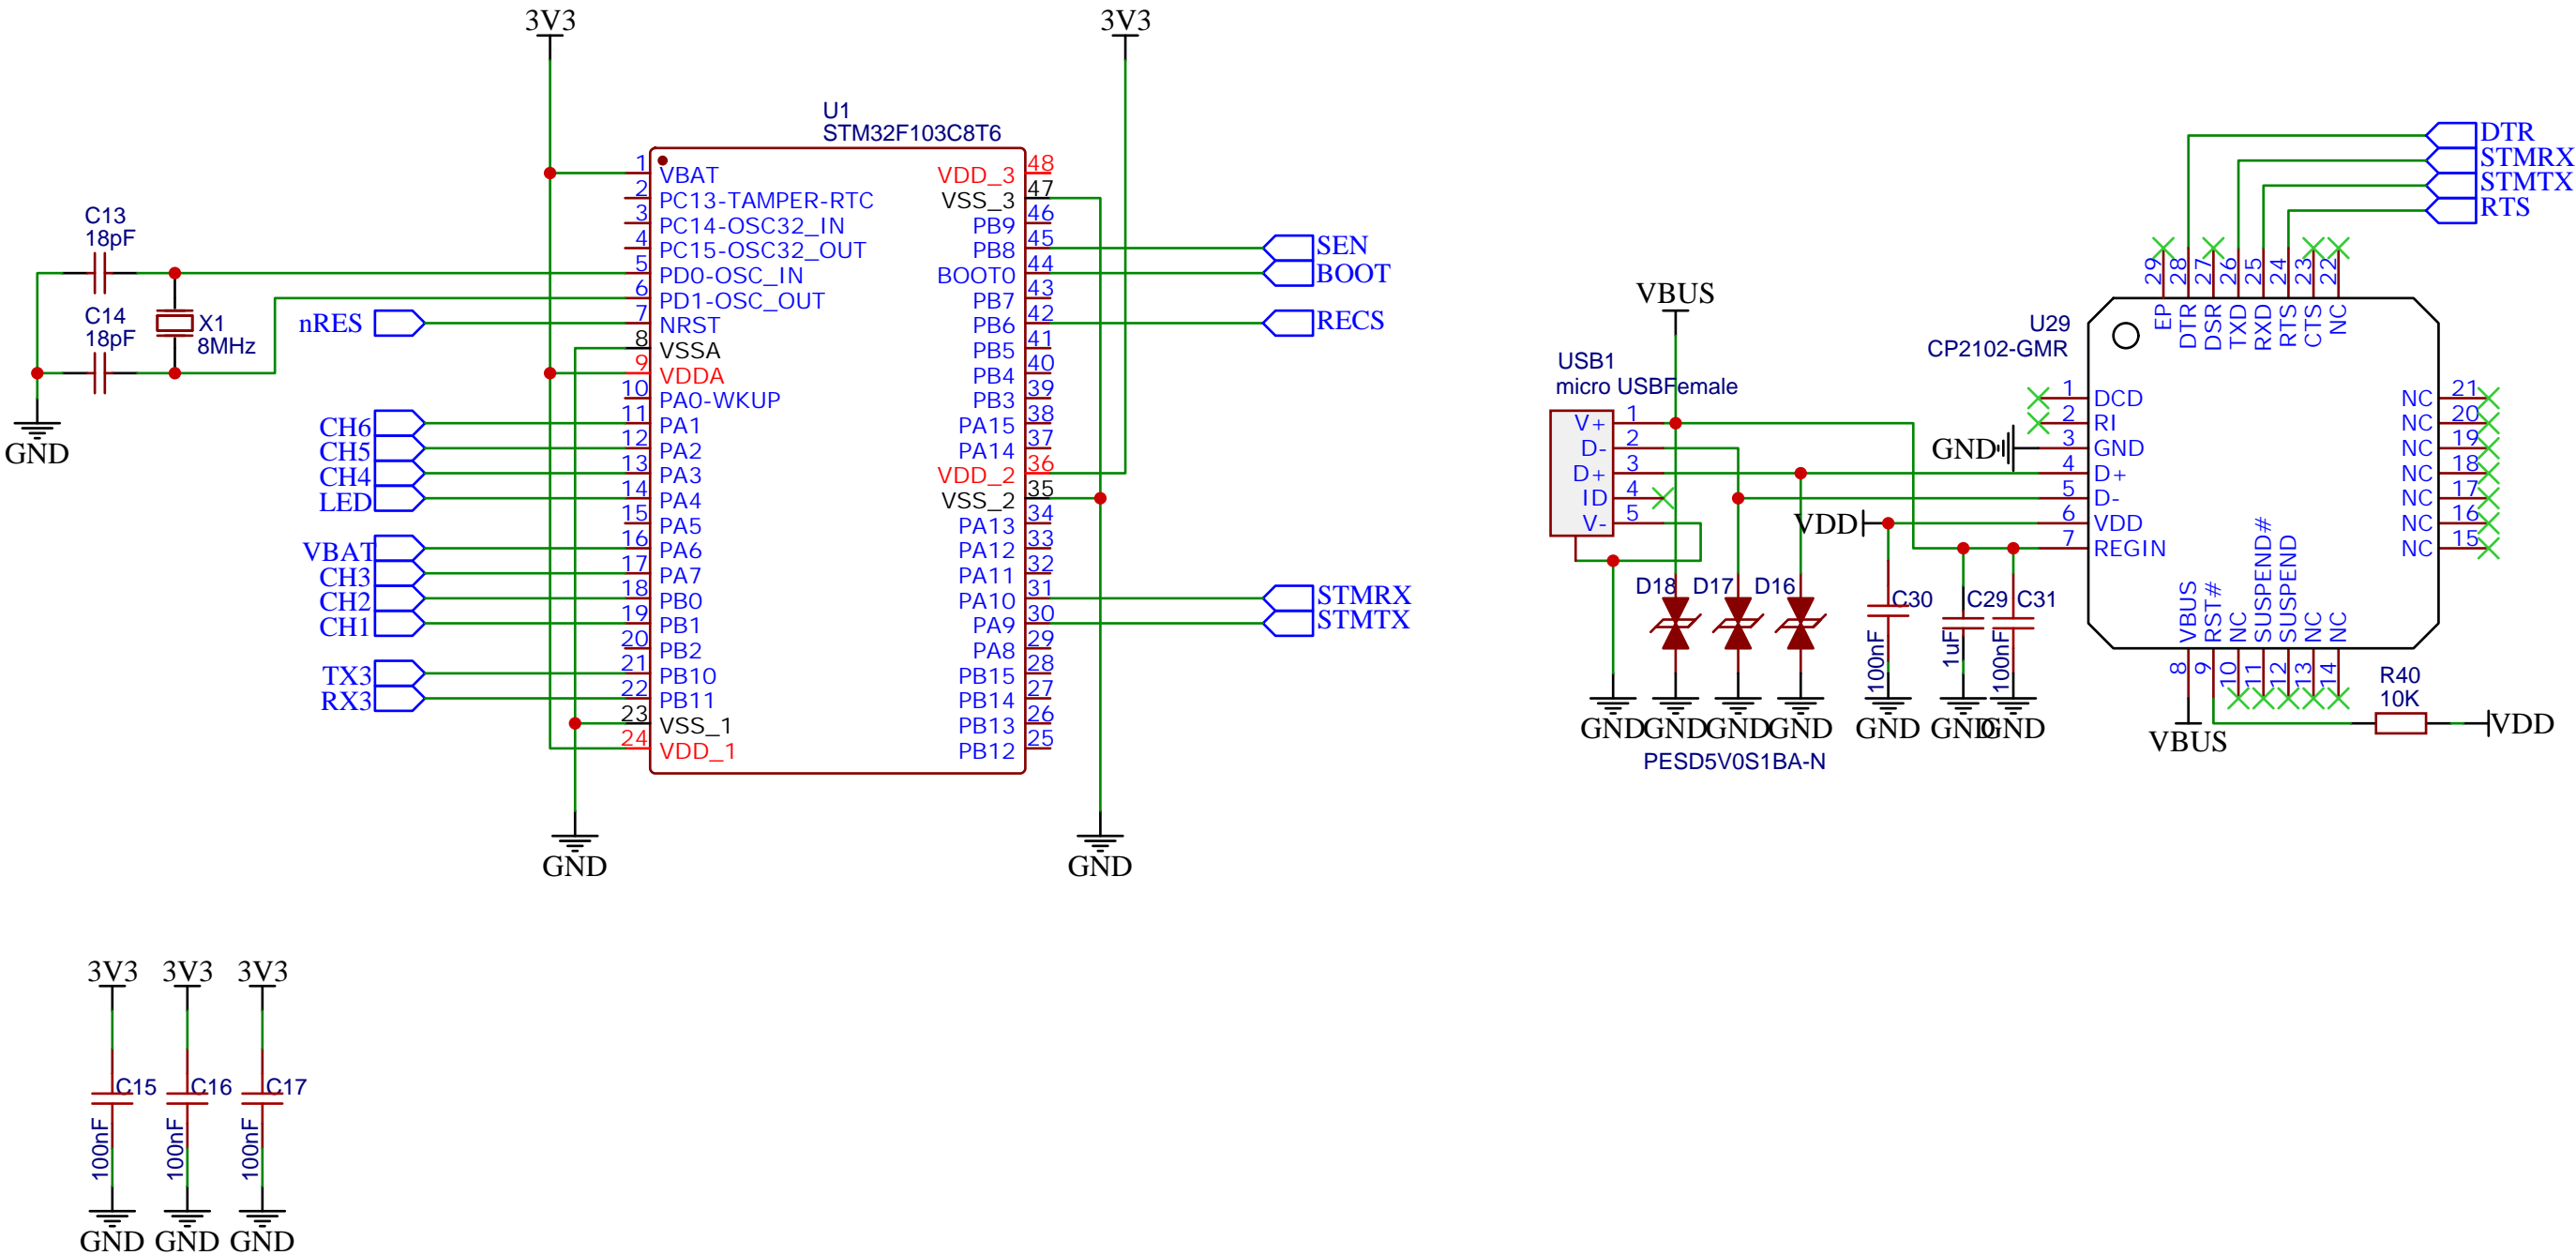 3V3
3V3
U1
STM32F103C8T6
1 VBAT
2 PC13-TAMPER-RTC
3 PC14-OSC32_IN
4 PC15-OSC32_OUT
5 PD0-OSC_IN
6 PD1-OSC_OUT
7 NRST
8 VSSA
9 VDDA
10 PA0-WKUP
11 PA1
12 PA2
13 PA3
14 PA4
15 PA5
16 PA6
17 PA7
18 PB0
19 PB1
20 PB2
21 PB10
22 PB11
23 VSS_1
24 VDD_1
VDD_3 48
VSS_3 47
PB9 46
PB8 45
BOOT0 44
PB7 43
PB6 42
PB5 41
PB4 40
PB3 39
PA15 38
PA14 37
VDD_2 36
VSS_2 35
PA13 34
PA12 33
PA11 32
PA10 31
PA9 30
PA8 29
PB15 28
PB14 27
PB13 26
PB12 25
C13
18pF
C14
18pF
X1
8MHz
GND
nRES
CH6
CH5
CH4
LED
VBAT
CH3
CH2
CH1
TX3
RX3
GND
SEN
BOOT
RECS
STMRX
STMTX
GND
3V3 3V3 3V3
C15 C16 C17
100nF 100nF 100nF
GND GND GND
VBUS
USB1
micro USBFemale
V+ 1
D- 2
D+ 3
ID 4
V- 5
D18 D17 D16
GND GND GND GND
PESD5V0S1BA-N
VDD
C30
100nF
GND
C29
1uF
GND
C31
100nF
GND
GND
DTR
STMRX
STMTX
RTS
U29
CP2102-GMR
29 EP
28 DTR
27 DSR
26 TXD
25 RXD
24 RTS
23 CTS
22 NC
1 DCD
2 RI
3 GND
4 D+
5 D-
6 VDD
7 REGIN
NC 21
NC 20
NC 19
NC 18
NC 17
NC 16
NC 15
VBUS 8
RST# 9
NC 10
SUSPEND# 11
SUSPEND 12
NC 13
NC 14
VBUS
R40
10K
VDD